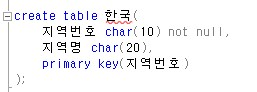 create table 한국(
지역번호 char(10) not null,
지역명 char(20),
primary key(지역번호)
);